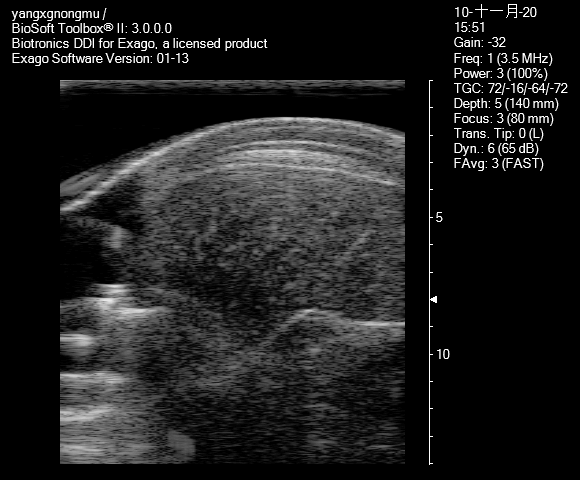 yangxgnongmu /
BioSoft Toolbox® II: 3.0.0.0
Biotronics DDI for Exago, a licensed product
Exago Software Version: 01-13
10-十一月-20
15:51
Gain: -32
Freq: 1 (3.5 MHz)
Power: 3 (100%)
TGC: 72/-16/-64/-72
Depth: 5 (140 mm)
Focus: 3 (80 mm)
Trans. Tip: 0 (L)
Dyn.: 6 (65 dB)
FAvg: 3 (FAST)
5
10